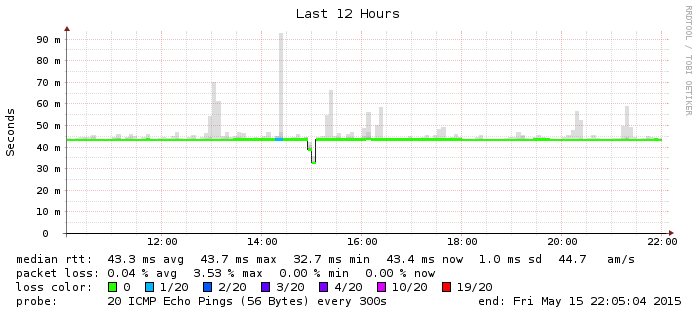 Last 12 Hours
RRDTOOL / TOBI OETIKER
Seconds
90 m
80 m
70 m
60 m
50 m
40 m
30 m
20 m
10 m
0
12:00 14:00 16:00 18:00 20:00 22:00
median rtt: 43.3 ms avg 43.7 ms max 32.7 ms min 43.4 ms now 1.0 ms sd 44.7 am/s
packet loss: 0.04 % avg 3.53 % max 0.00 % min 0.00 % now
loss color: 0 1/20 2/20 3/20 4/20 10/20 19/20
probe: 20 ICMP Echo Pings (56 Bytes) every 300s end: Fri May 15 22:05:04 2015